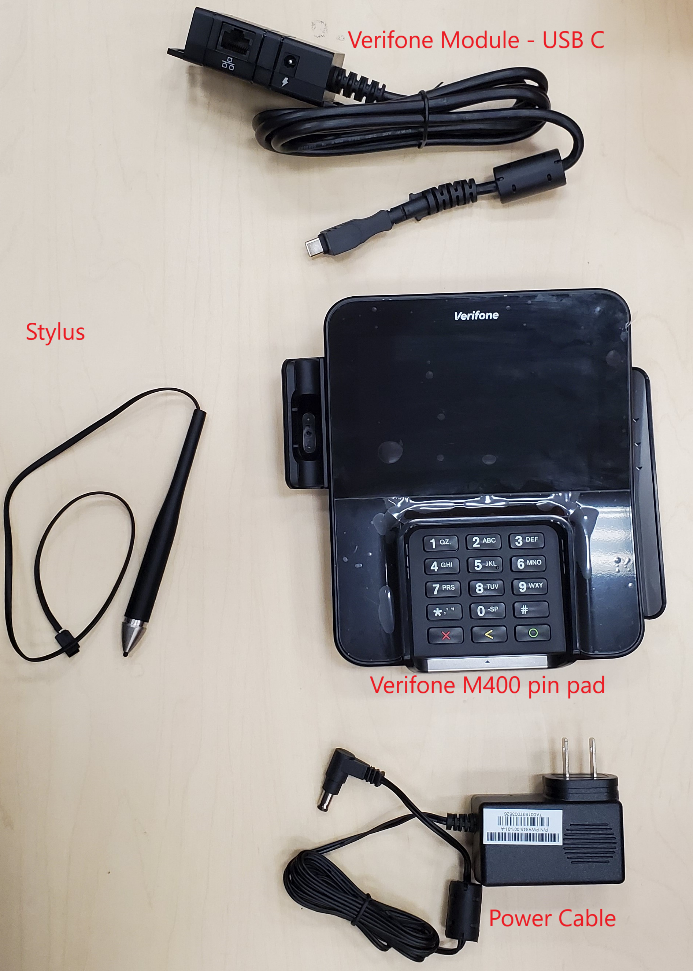 Verifone Module - USB C
Stylus
Verifone
1 QZ. 2 ABC 3 DEF
4 GHI 5 JKL 6 MNO
7 PRS 8 TUV 9 WXY
* ,'" 0 -SP #
Verifone M400 pin pad
Power Cable